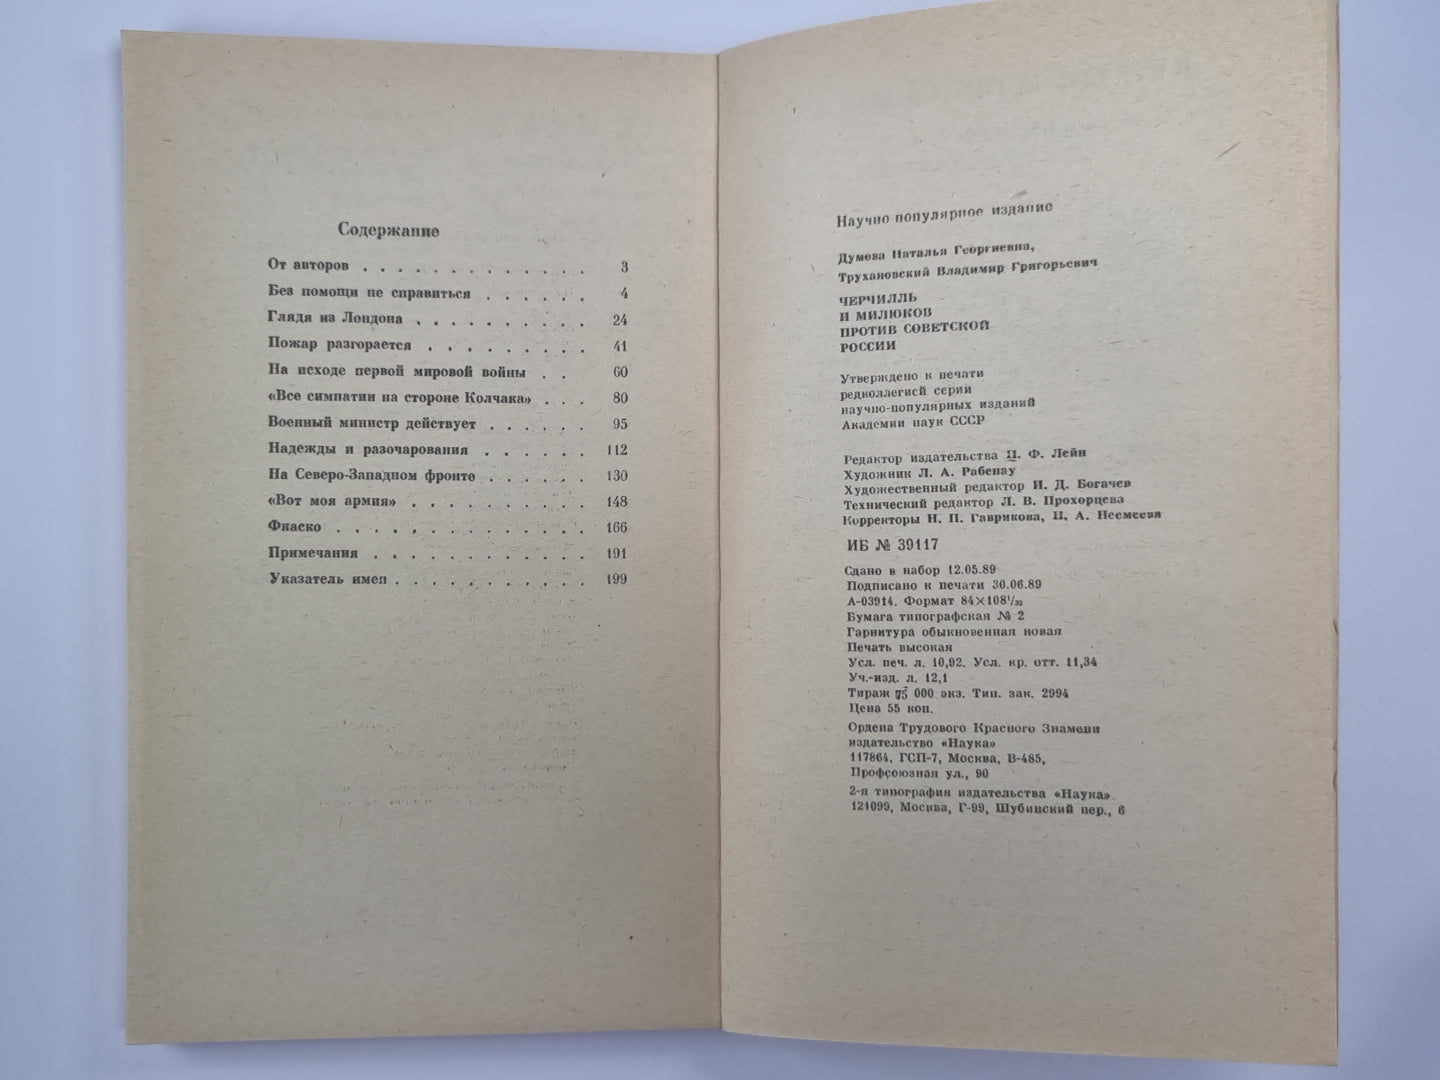 Содержание
От авторов . . . . . . . . . . . . . 3
Без помощи не справиться . . . . . . 4
Глядя из Лондона . . . . . . . . . . 24
Пожар разгорается . . . . . . . . . 41
На исходе первой мировой войны . . 60
«Все симпатии на стороне Колчака» . . . 80
Военный министр действует . . . . . . 95
Надежды и разочарования . . . . . . 112
На Северо-Западном фронте . . . . . . 130
«Вот моя армия» . . . . . . . . . . 148
Фиаско . . . . . . . . . . . . . . 166
Примечания . . . . . . . . . . . . 191
Указатель имен . . . . . . . . . . . 199
Научно-популярное издание
Думова Наталья Георгиевна,
Трухановский Владимир Григорьевич
ЧЕРЧИЛЛЬ
И МИЛЮКОВ
ПРОТИВ СОВЕТСКОЙ
РОССИИ
Утверждено к печати
редколлегией серии
научно-популярных изданий
Академии наук СССР
Редактор издательства Ф. Лейн
Художник Л. А. Рабенау
Художественный редактор И. Д. Богачев
Технический редактор Л. В. Прохорцева
Корректоры Н. П. Гаврикова, А. Неемеева
ИБ № 39117
Сдано в набор 12.05.89
Подписано к печати 30.06.89
А-03914. Формат 84×108¹/₃₂
Бумага типографская № 2
Гарнитура обыкновенная новая
Печать высокая
Усл. печ. л. 10,92. Усл. кр. отт. 11,34
Уч.-изд. л. 12,1
Тираж 75 000 экз. Тип. зак. 2994
Цена 55 коп.
Ордена Трудового Красного Знамени
издательство «Наука»
117864, ГСП-7, Москва, В-485,
Профсоюзная ул., 90
2-я типография издательства «Наука»
121099, Москва, Г-99, Шубинский пер., 6